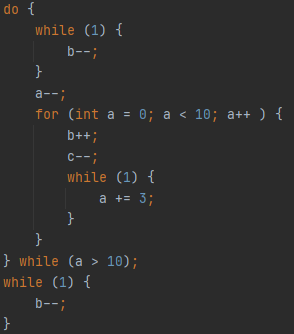 do {
    while (1) {
        b--;
    }
    a--;
    for (int a = 0; a < 10; a++ ) {
        b++;
        c--;
        while (1) {
            a += 3;
        }
    }
} while (a > 10);
while (1) {
    b--;
}